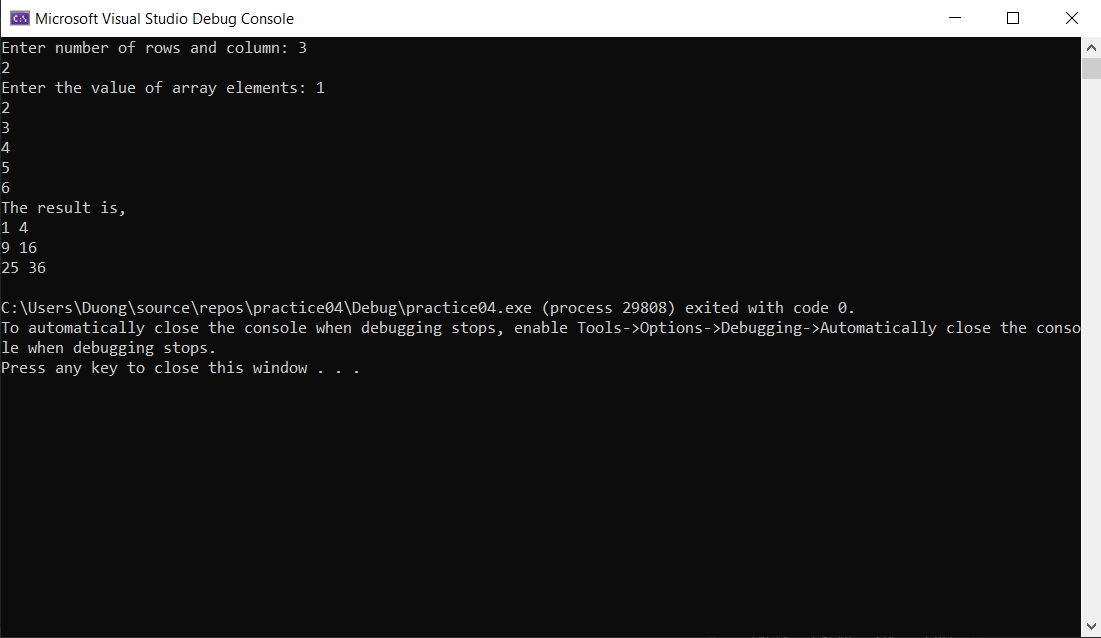 Microsoft Visual Studio Debug Console
Enter number of rows and column: 3
2
Enter the value of array elements: 1
2
3
4
5
6
The result is,
1 4
9 16
25 36
C:\Users\Duong\source\repos\practice04\Debug\practice04.exe (process 29808) exited with code 0.
To automatically close the console when debugging stops, enable Tools->Options->Debugging->Automatically close the conso
le when debugging stops.
Press any key to close this window . . .